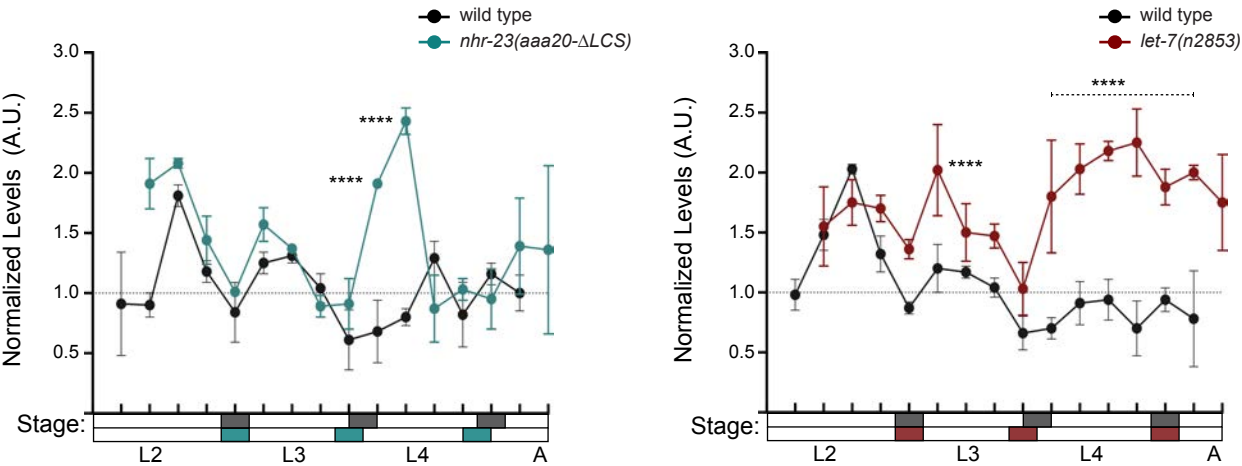 wild type
nhr-23(aaa20-ΔLCS)
Normalized Levels (A.U.)
3.0
2.5
2.0
1.5
1.0
0.5
****
****
Stage:
L2
L3
L4
A
wild type
let-7(n2853)
Normalized Levels (A.U.)
3.0
2.5
2.0
1.5
1.0
0.5
****
****
Stage:
L2
L3
L4
A